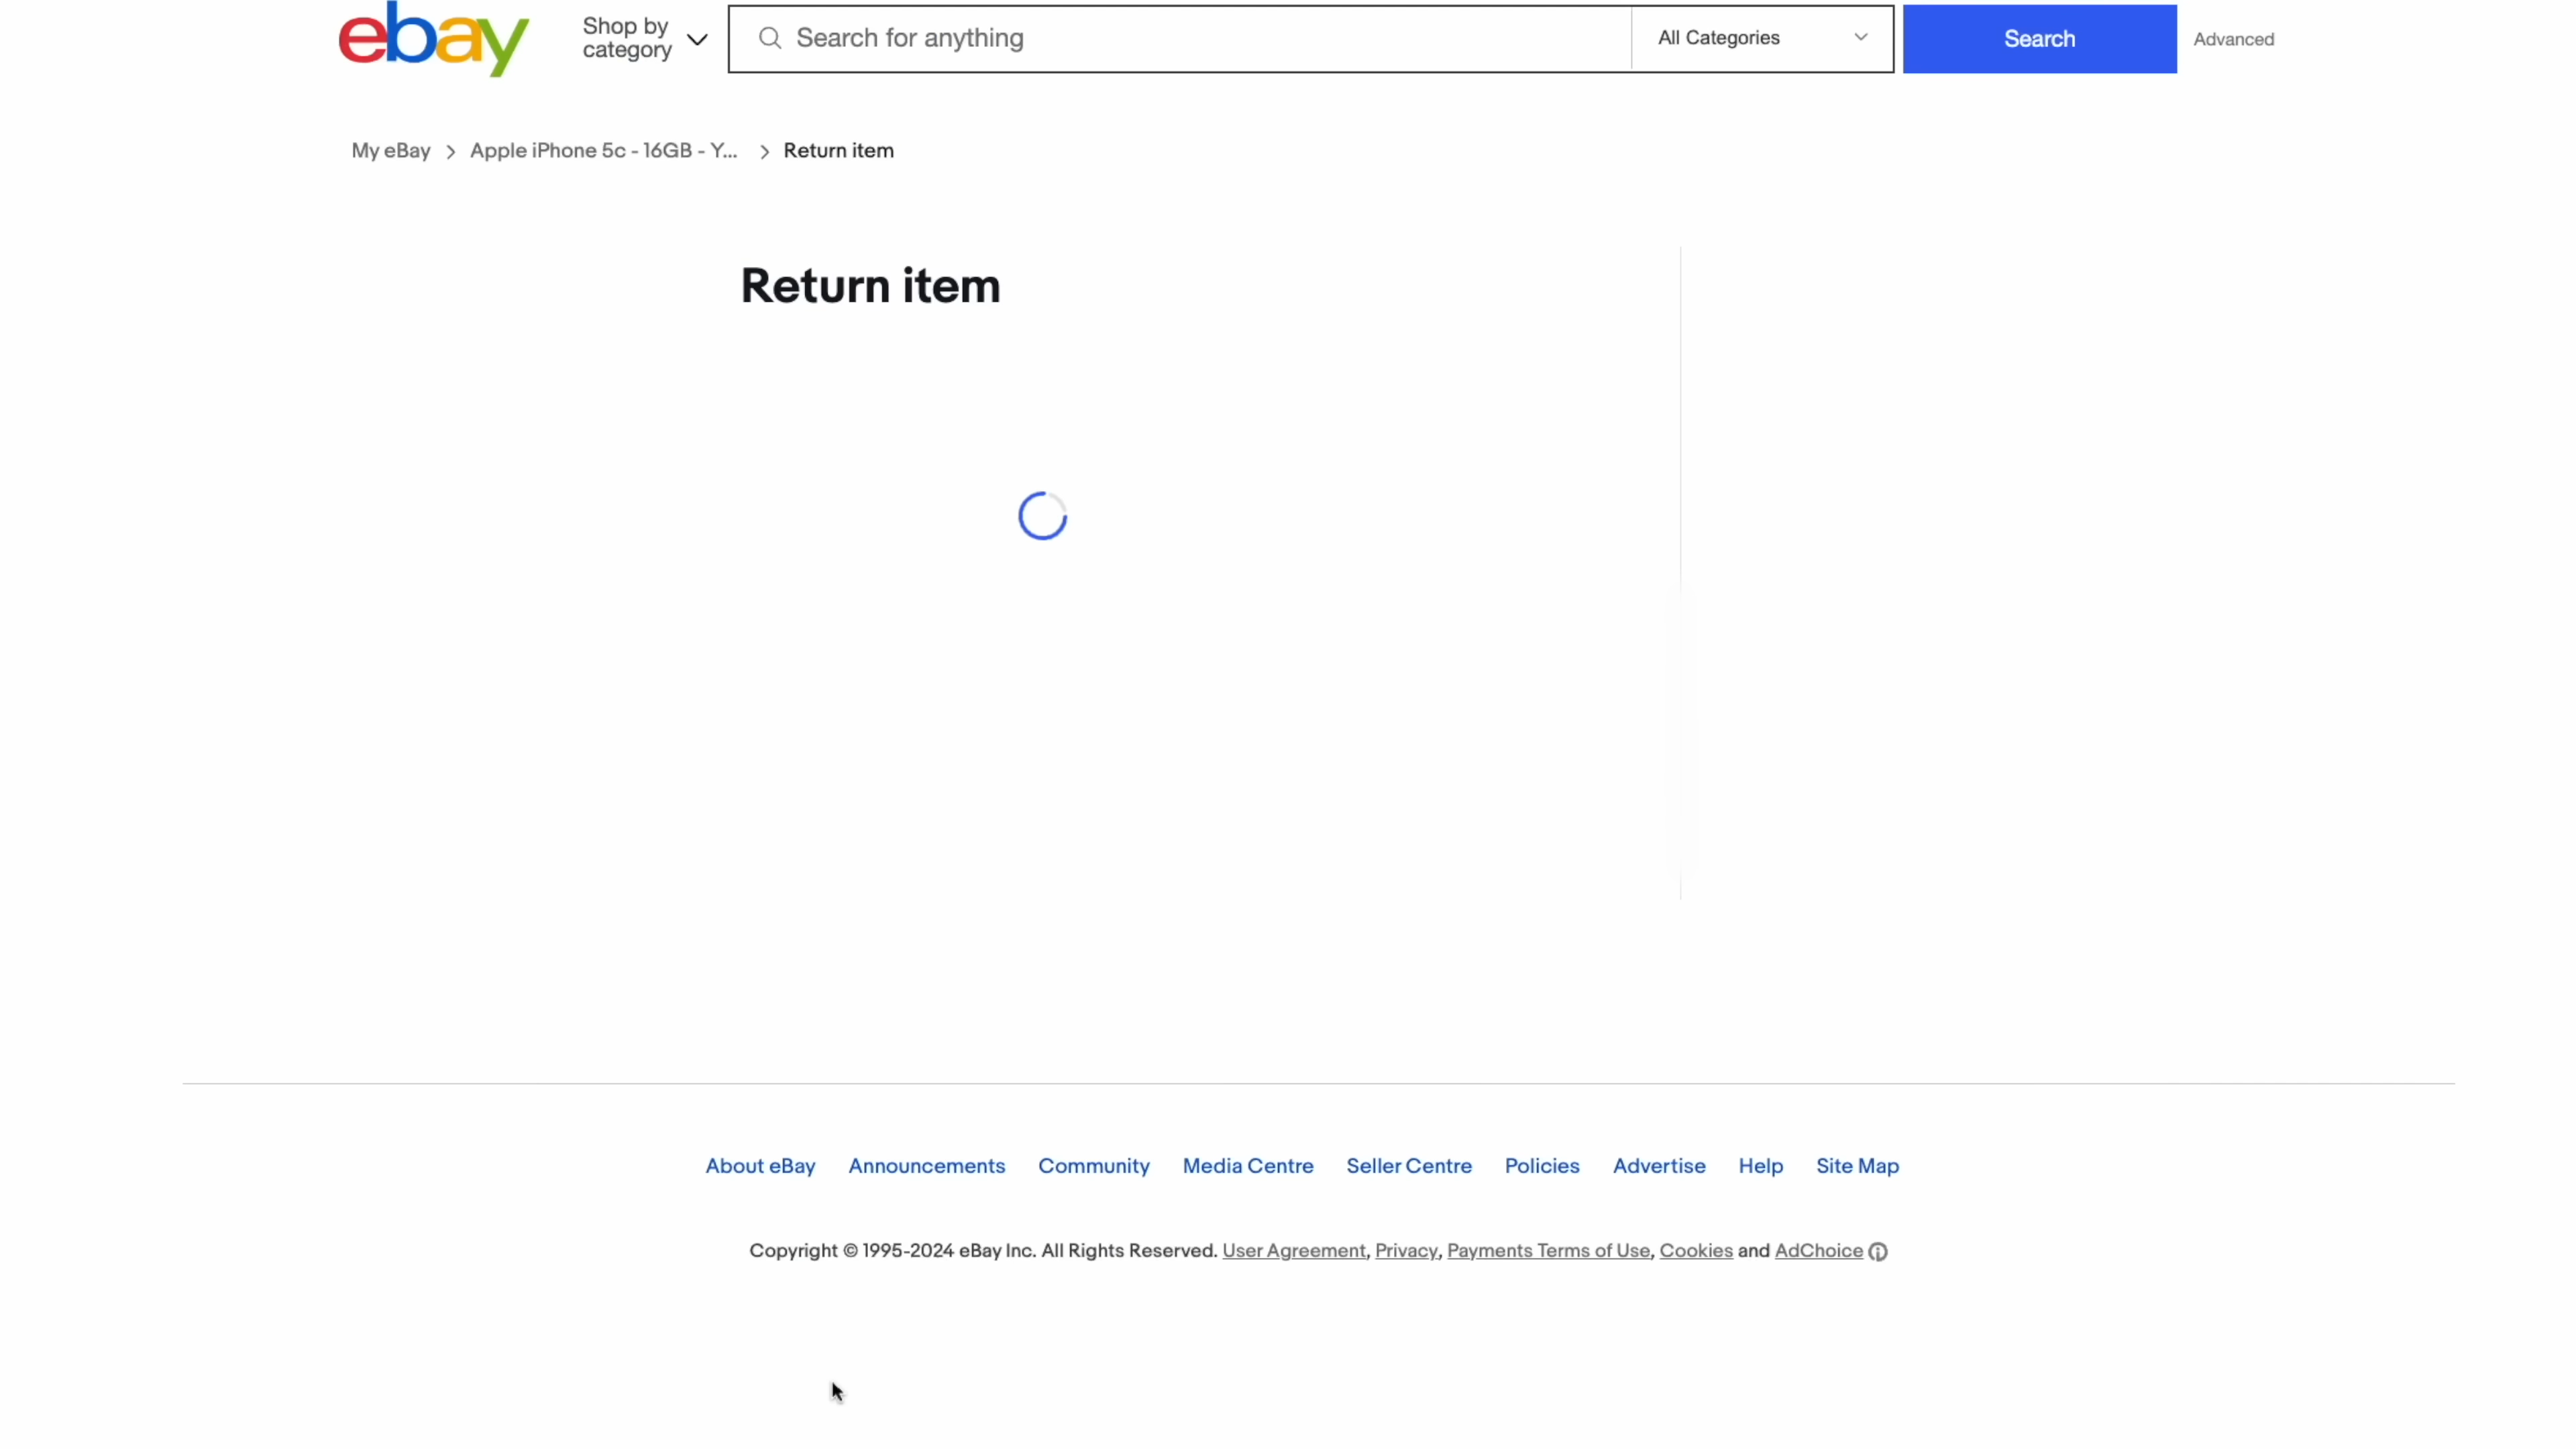 ebay
Shop by
category
Search for anything
All Categories
Search
Advanced
My eBay > Apple iPhone 5c - 16GB - Y... > Return item
Return item
About eBay Announcements Community Media Centre Seller Centre Policies Advertise Help Site Map
Copyright © 1995-2024 eBay Inc. All Rights Reserved. User Agreement, Privacy, Payments Terms of Use, Cookies and AdChoice